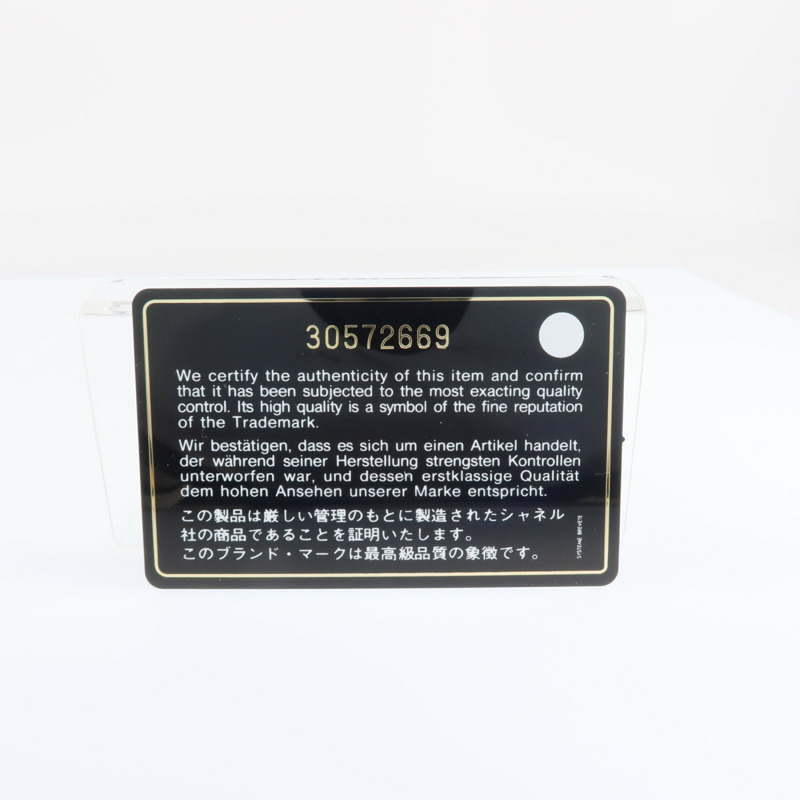 30572669
We certify the authenticity of this item and confirm
that it has been subjected to the most exacting quality
control. Its high quality is a symbol of the fine reputation
of the Trademark.
Wir bestätigen, dass es sich um einen Artikel handelt,
der während seiner Herstellung strengsten Kontrollen
unterworfen war, und desseh erstklassige Qualität
dem hohen Ansehen unserer Marke entspricht.
この製品は厳しい管理のもとに製造されたシャネル
社の商品であることを証明いたします。
このブランド・マークは最高級品質の象徴です。